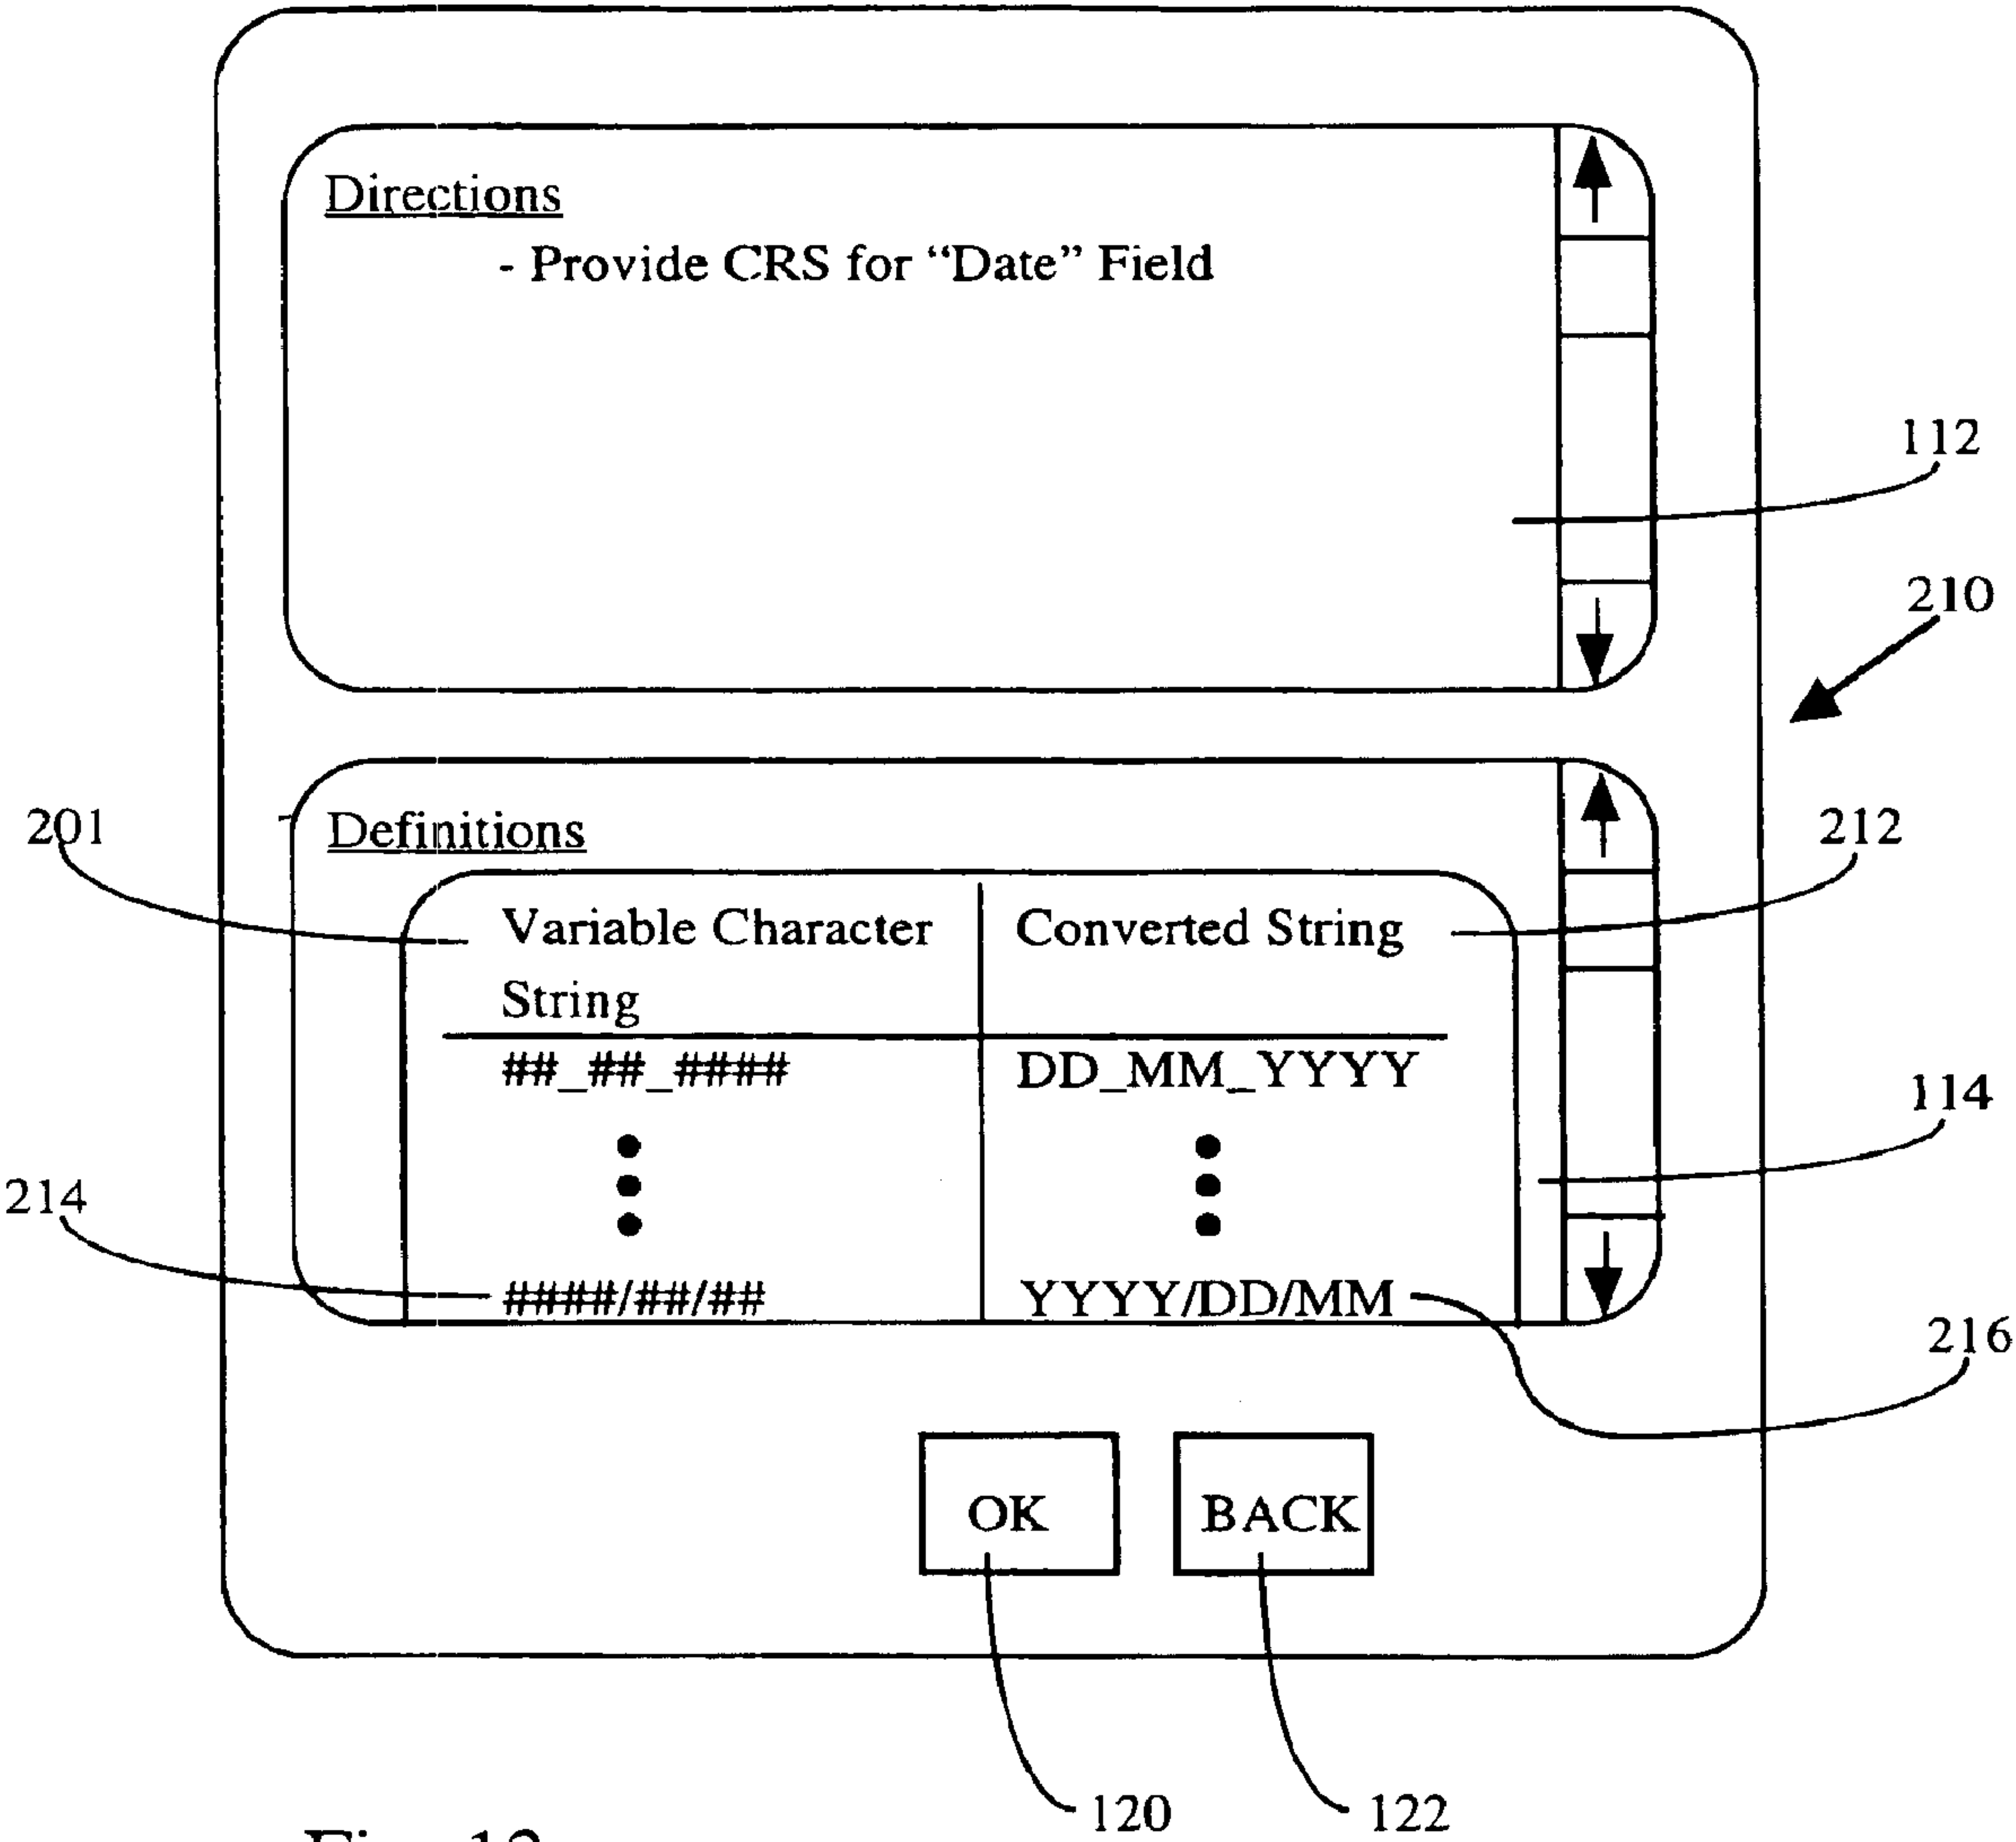 Directions
- Provide CRS for “Date” Field
112
210
Definitions
201
212
Variable Character String
Converted String
##_##_####
DD_MM_YYYY
114
214
####/##/##
YYYY/DD/MM
216
OK
BACK
120
122